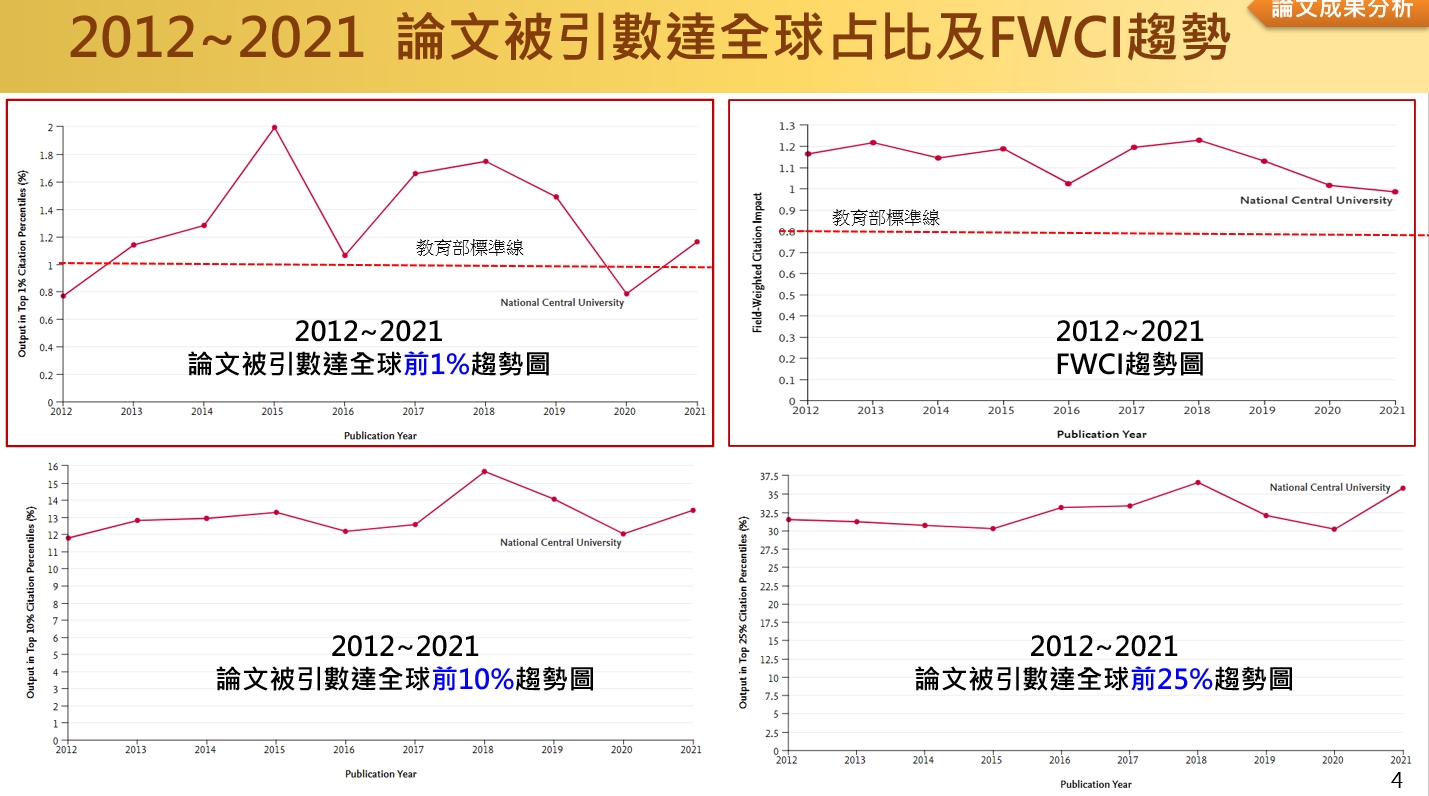 論文成果分析
2012~2021 論文被引數達全球占比及FWCI趨勢
Output in Top 1% Citation Percentiles (%)
2
1.8
1.6
1.4
1.2
1
0.8
0.6
0.4
0.2
0
教育部標準線
National Central University
2012~2021
論文被引數達全球前1%趨勢圖
2012 2013 2014 2015 2016 2017 2018 2019 2020 2021
Publication Year
Field-Weighted Citation Impact
1.3
1.2
1.1
1
0.9
0.8
0.7
0.6
0.5
0.4
0.3
0.2
0.1
0
National Central University
教育部標準線
2012~2021
FWCI趨勢圖
2012 2013 2014 2015 2016 2017 2018 2019 2020 2021
Publication Year
Output in Top 10% Citation Percentiles (%)
16
15
14
13
12
11
10
9
8
7
6
5
4
3
2
1
0
National Central University
2012~2021
論文被引數達全球前10%趨勢圖
2012 2013 2014 2015 2016 2017 2018 2019 2020 2021
Publication Year
Output in Top 25% Citation Percentiles (%)
37.5
35
32.5
30
27.5
25
22.5
20
17.5
15
12.5
10
7.5
5
2.5
0
National Central University
2012~2021
論文被引數達全球前25%趨勢圖
2012 2013 2014 2015 2016 2017 2018 2019 2020 2021
Publication Year
4